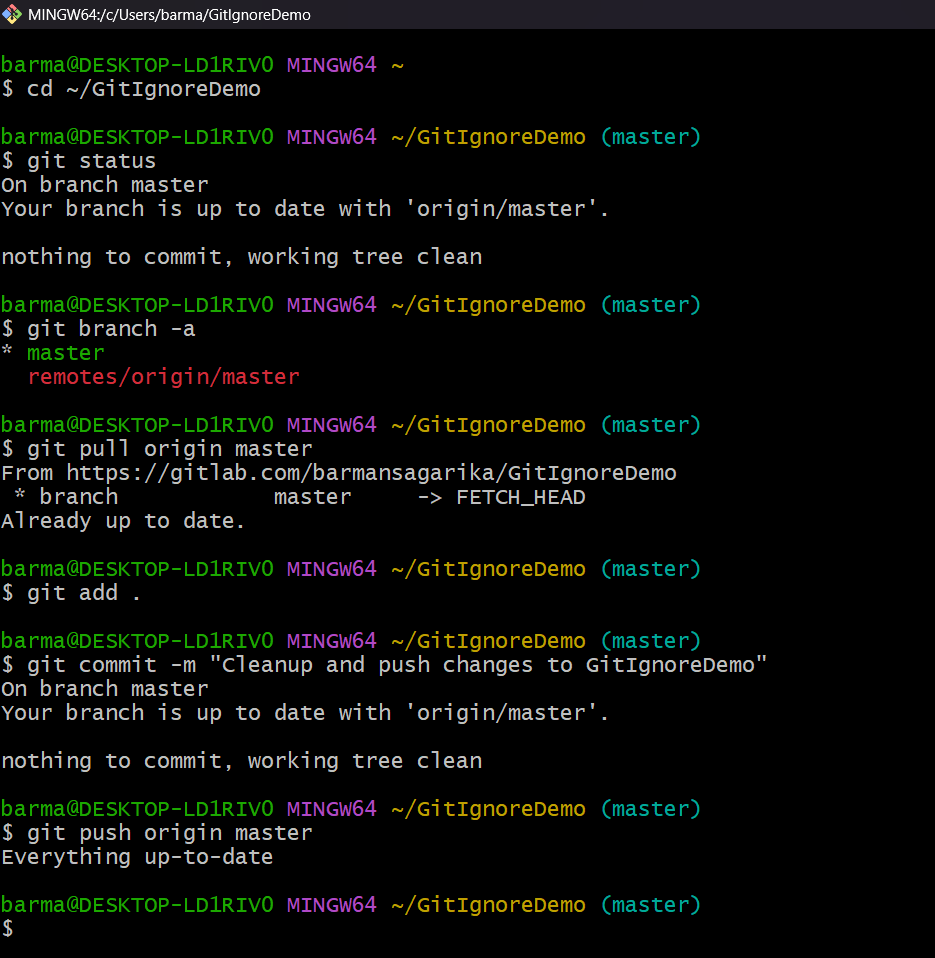 MINGW64:/c/Users/barma/GitIgnoreDemo
barma@DESKTOP-LD1RIV0 MINGW64 ~
$ cd ~/GitIgnoreDemo
barma@DESKTOP-LD1RIV0 MINGW64 ~/GitIgnoreDemo (master)
$ git status
On branch master
Your branch is up to date with 'origin/master'.
nothing to commit, working tree clean
barma@DESKTOP-LD1RIV0 MINGW64 ~/GitIgnoreDemo (master)
$ git branch -a
* master
  remotes/origin/master
barma@DESKTOP-LD1RIV0 MINGW64 ~/GitIgnoreDemo (master)
$ git pull origin master
From https://gitlab.com/barmansagarika/GitIgnoreDemo
 * branch            master     -> FETCH_HEAD
Already up to date.
barma@DESKTOP-LD1RIV0 MINGW64 ~/GitIgnoreDemo (master)
$ git add .
barma@DESKTOP-LD1RIV0 MINGW64 ~/GitIgnoreDemo (master)
$ git commit -m "Cleanup and push changes to GitIgnoreDemo"
On branch master
Your branch is up to date with 'origin/master'.
nothing to commit, working tree clean
barma@DESKTOP-LD1RIV0 MINGW64 ~/GitIgnoreDemo (master)
$ git push origin master
Everything up-to-date
barma@DESKTOP-LD1RIV0 MINGW64 ~/GitIgnoreDemo (master)
$